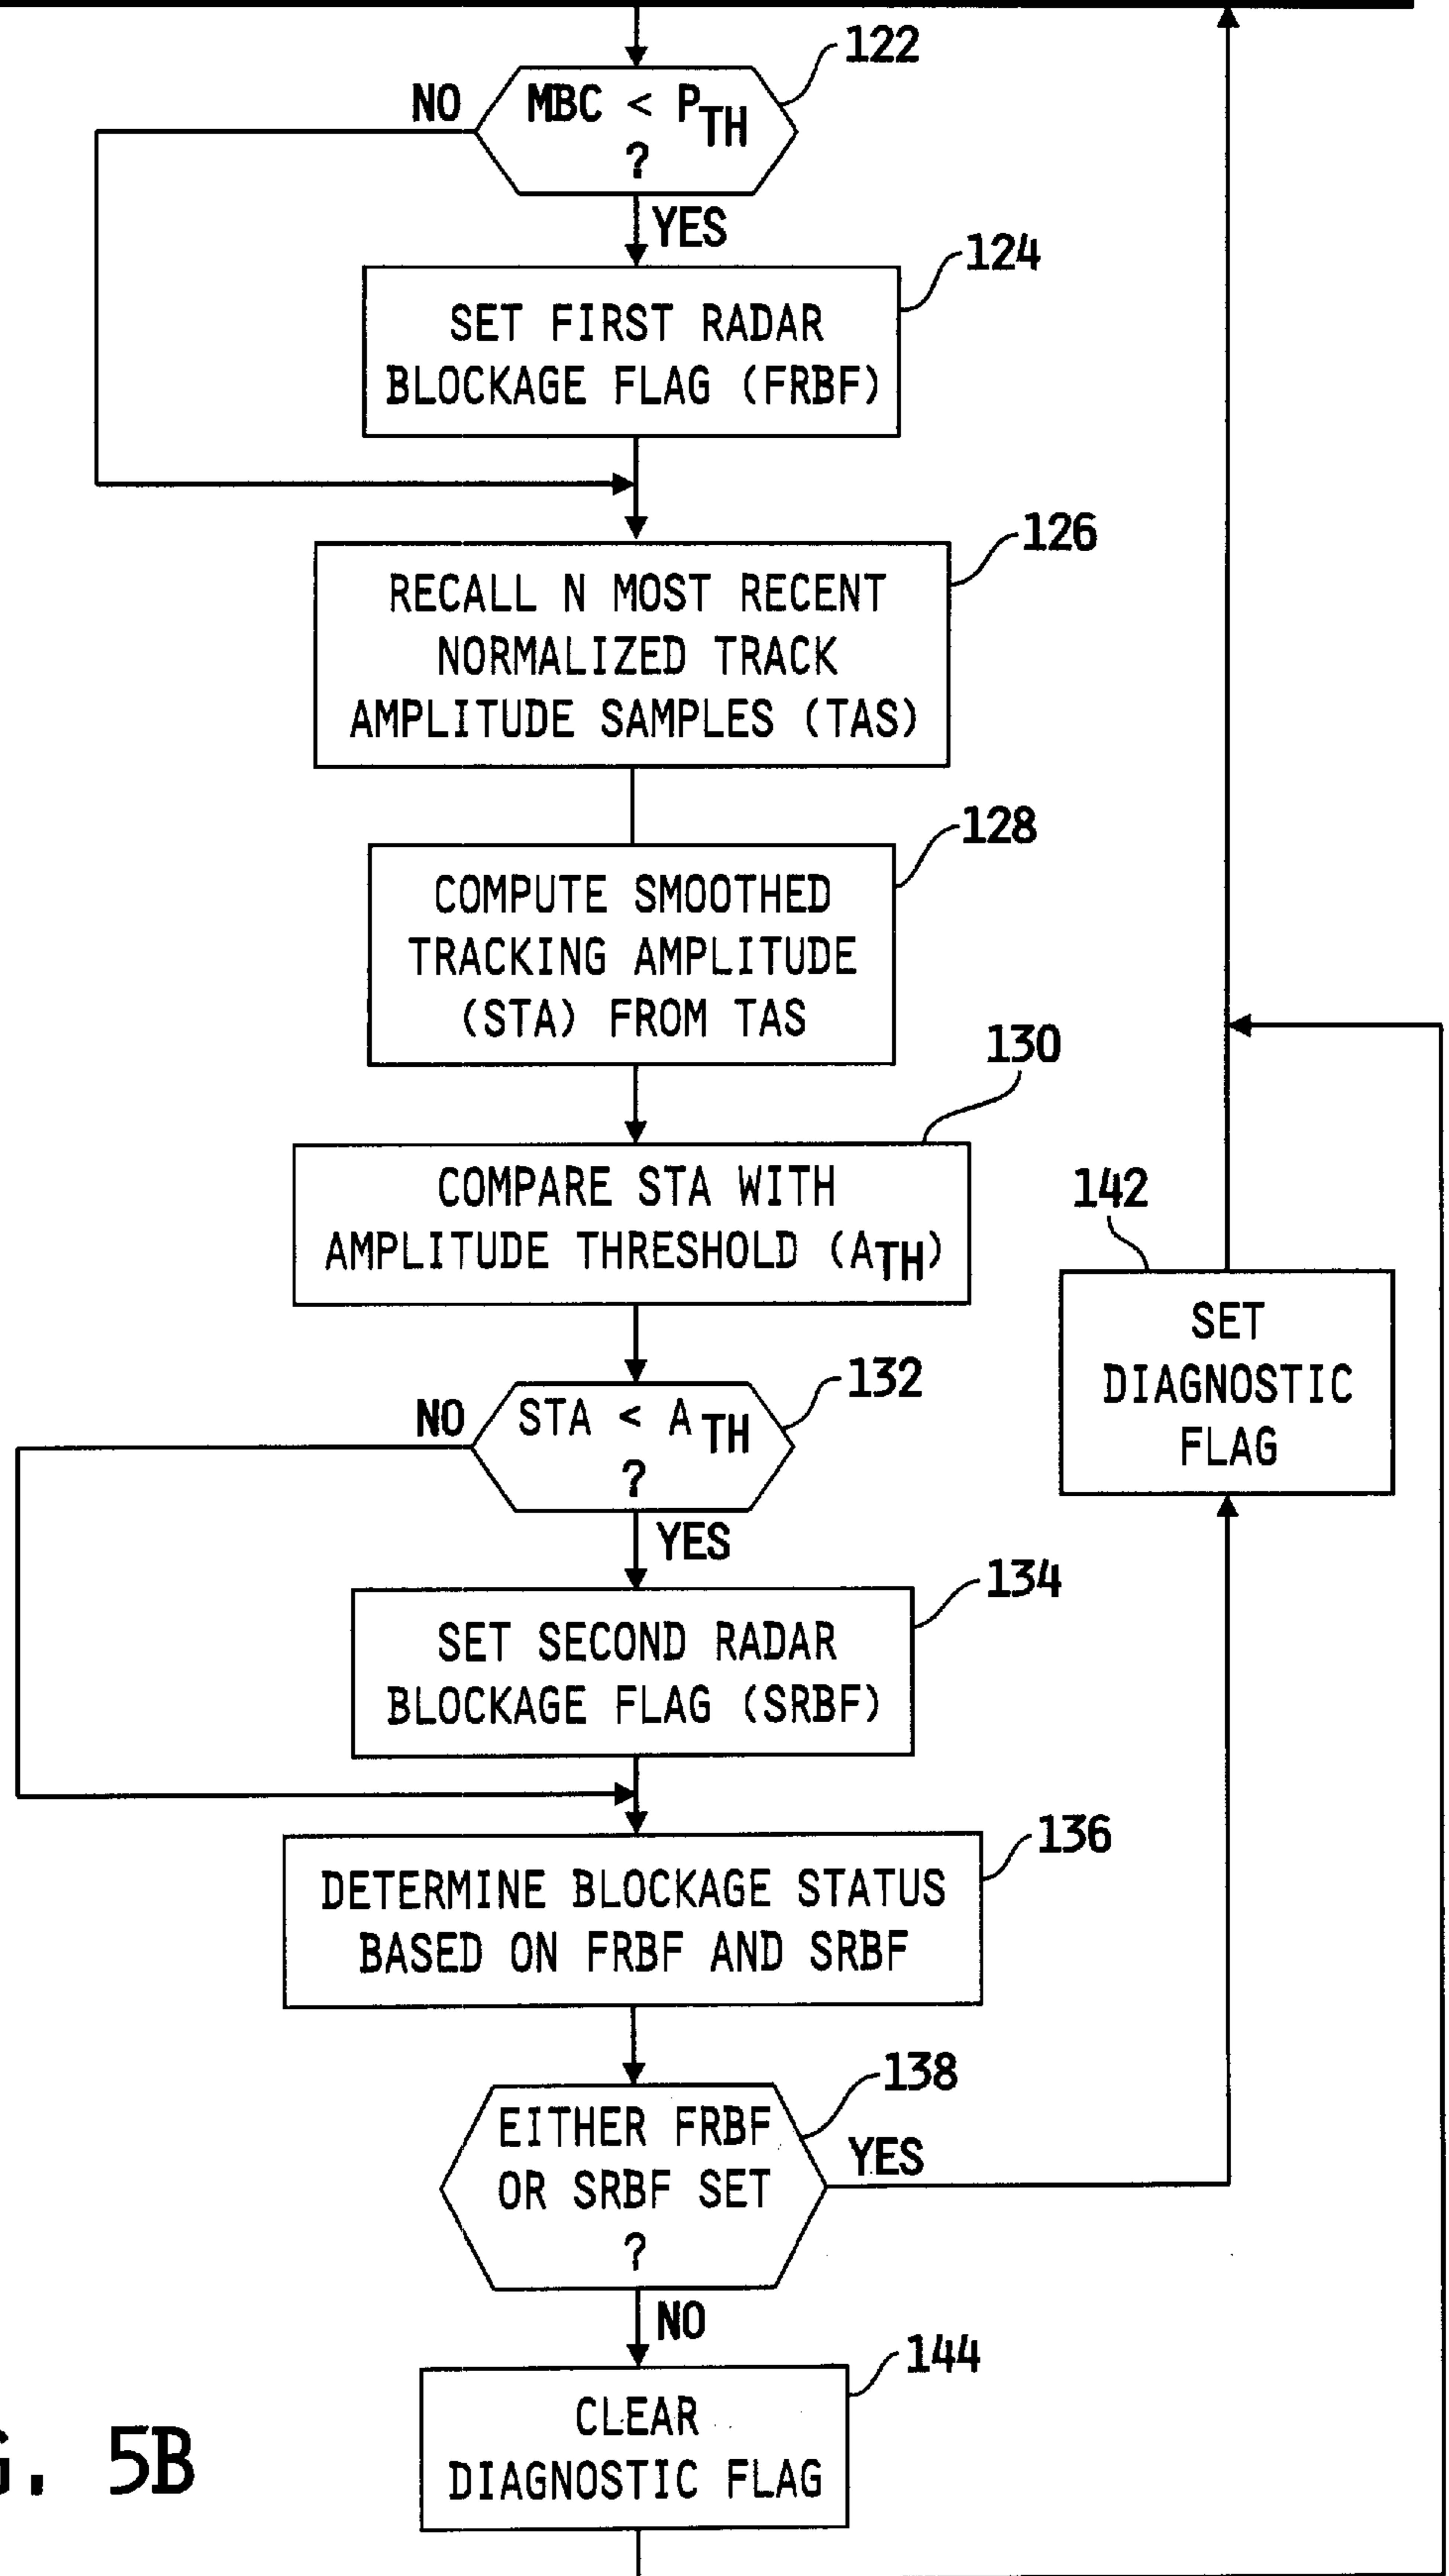 122
NO
MBC < PTH
?
YES
124
SET FIRST RADAR
BLOCKAGE FLAG (FRBF)
126
RECALL N MOST RECENT
NORMALIZED TRACK
AMPLITUDE SAMPLES (TAS)
128
COMPUTE SMOOTHED
TRACKING AMPLITUDE
(STA) FROM TAS
130
COMPARE STA WITH
AMPLITUDE THRESHOLD (ATH)
142
SET
DIAGNOSTIC
FLAG
132
NO
STA < ATH
?
YES
134
SET SECOND RADAR
BLOCKAGE FLAG (SRBF)
136
DETERMINE BLOCKAGE STATUS
BASED ON FRBF AND SRBF
138
EITHER FRBF
OR SRBF SET
?
YES
NO
144
CLEAR
DIAGNOSTIC FLAG
G. 5B